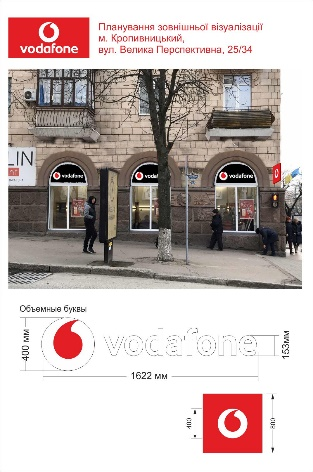 vodafone
Планування зовнішньої візуалізації
м. Кропивницький,
вул. Велика Перспективна, 25/34
LIN
vodafone
vodafone
vodafone
Объемные буквы
400 мм
vodafone
153мм
1622 мм
400
800